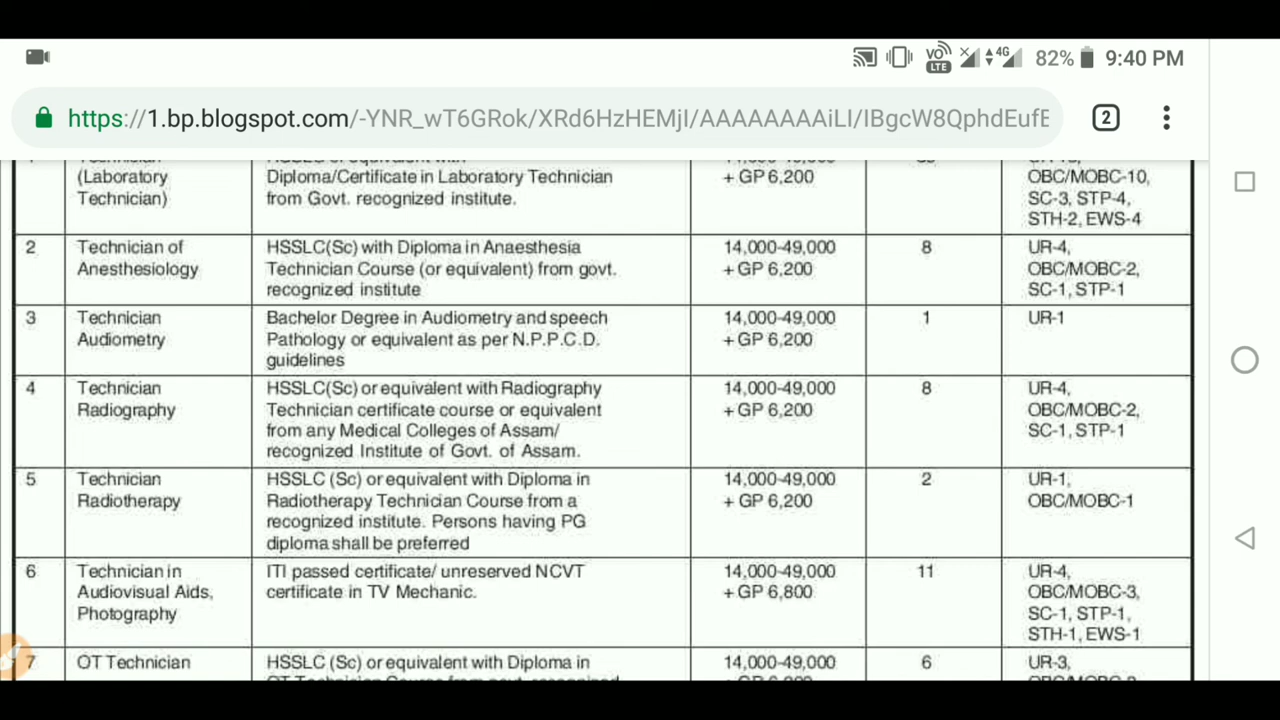 VO
LTE
4G
82%
9:40 PM
https://1.bp.blogspot.com/-YNR_wT6GRok/XRd6HzHEMjI/AAAAAAAAiLI/IBgcW8QphdEufE
2
(Laboratory
Technician)
Diploma/Certificate in Laboratory Technician
from Govt. recognized institute.
+ GP 6,200
OBC/MOBC-10,
SC-3, STP-4,
STH-2, EWS-4
2
Technician of
Anesthesiology
HSSLC(Sc) with Diploma in Anaesthesia
Technician Course (or equivalent) from govt.
recognized institute
14,000-49,000
+ GP 6,200
8
UR-4,
OBC/MOBC-2,
SC-1, STP-1
3
Technician
Audiometry
Bachelor Degree in Audiometry and speech
Pathology or equivalent as per N.P.P.C.D.
guidelines
14,000-49,000
+ GP 6,200
1
UR-1
4
Technician
Radiography
HSSLC(Sc) or equivalent with Radiography
Technician certificate course or equivalent
from any Medical Colleges of Assam/
recognized Institute of Govt. of Assam.
14,000-49,000
+ GP 6,200
8
UR-4,
OBC/MOBC-2,
SC-1, STP-1
5
Technician
Radiotherapy
HSSLC (Sc) or equivalent with Diploma in
Radiotherapy Technician Course from a
recognized institute. Persons having PG
diploma shall be preferred
14,000-49,000
+ GP 6,200
2
UR-1,
OBC/MOBC-1
6
Technician in
Audiovisual Aids,
Photography
ITI passed certificate/ unreserved NCVT
certificate in TV Mechanic.
14,000-49,000
+ GP 6,800
11
UR-4,
OBC/MOBC-3,
SC-1, STP-1,
STH-1, EWS-1
7
OT Technician
HSSLC (Sc) or equivalent with Diploma in
14,000-49,000
6
UR-3,